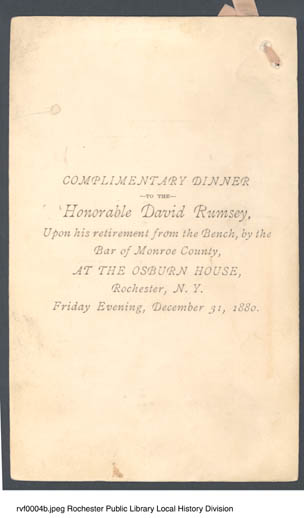 COMPLIMENTARY DINNER
—TO THE—
Honorable David Rumsey,
Upon his retirement from the Bench, by the
Bar of Monroe County,
AT THE OSBURN HOUSE,
Rochester, N. Y.
Friday Evening, December 31, 1880.
rvf0004b.jpeg Rochester Public Library Local History Division